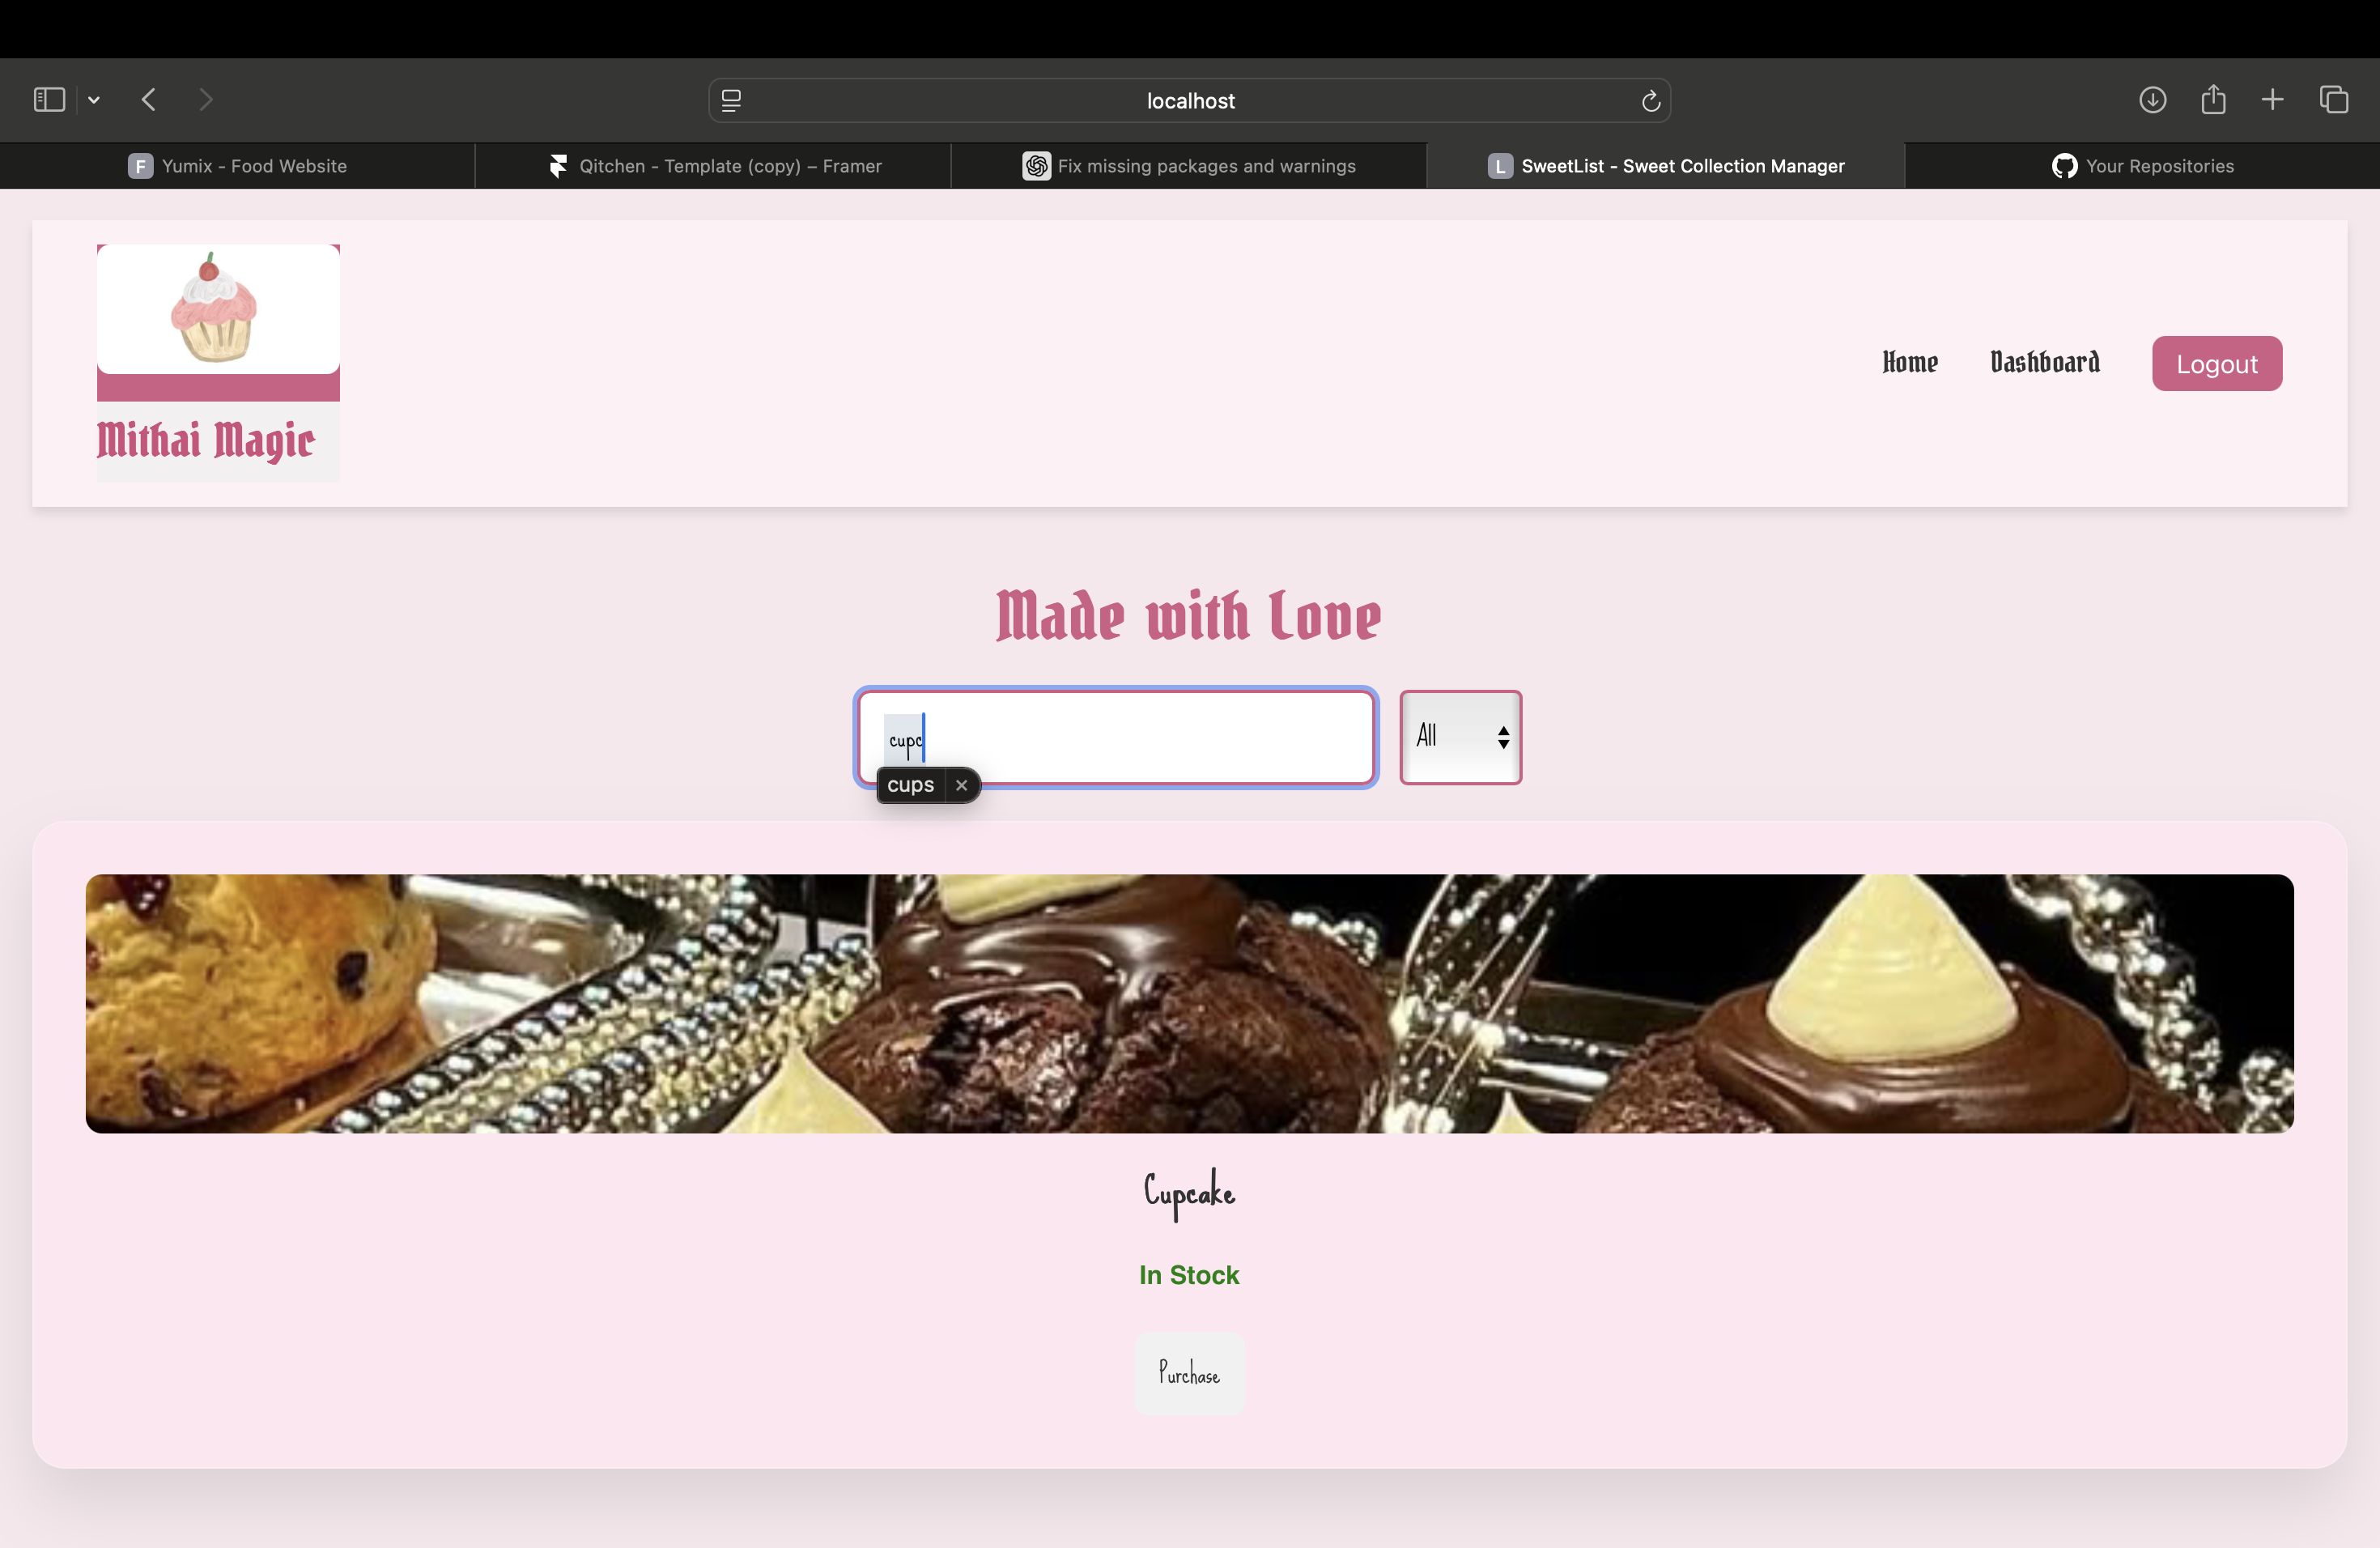 localhost
F Yumix - Food Website
Qitchen - Template (copy) – Framer
Fix missing packages and warnings
L SweetList - Sweet Collection Manager
Your Repositories
Home Dashboard Logout
Mithai Magic
Made with Love
cupc
All
cups ×
Cupcake
In Stock
Purchase